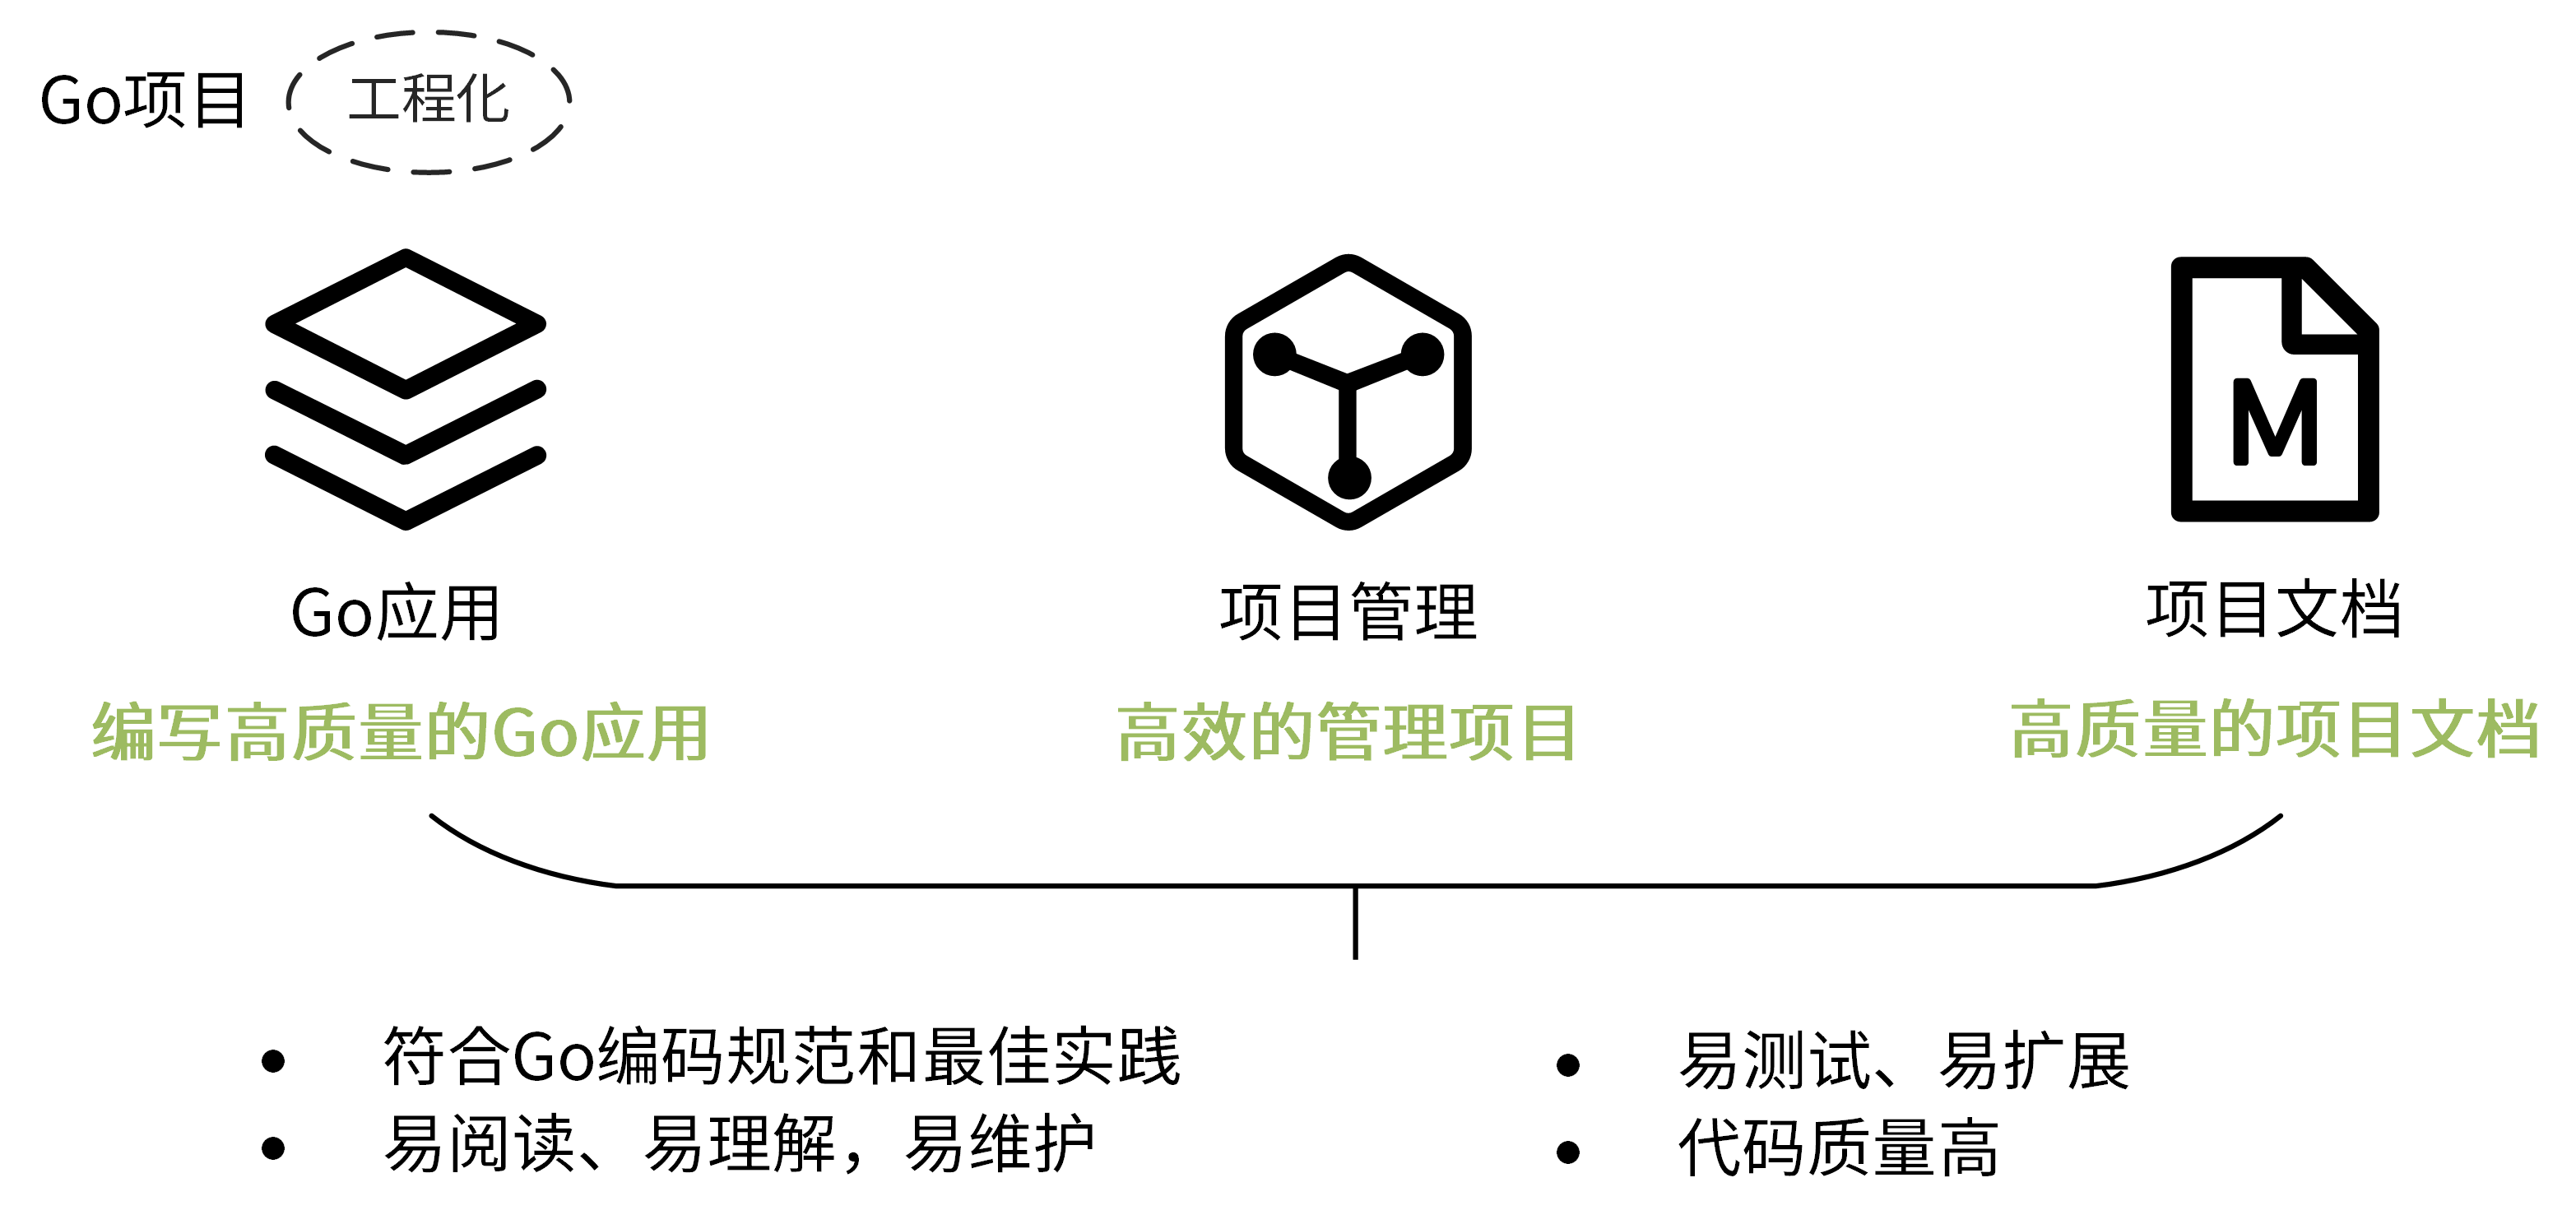 Go项目 工程化
M
Go应用
项目管理
项目文档
编写高质量的Go应用
高效的管理项目
高质量的项目文档
• 符合Go编码规范和最佳实践
• 易阅读、易理解，易维护
• 易测试、易扩展
• 代码质量高